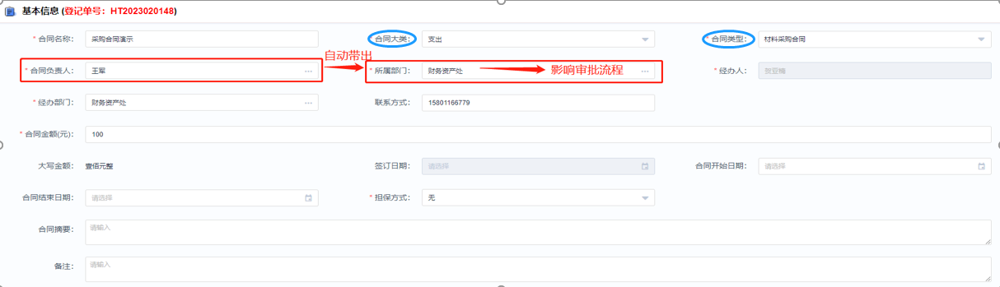 基本信息 (登记单号：HT2023020148)
* 合同名称： 采购合同演示 * 合同大类： 支出 * 合同类型： 材料采购合同
自动带出
* 合同负责人： 王军 ··· * 所属部门： 财务资产处 影响审批流程 ··· * 经办人： 贺亚楠
* 经办部门： 财务资产处 ··· 联系方式： 15801166779
* 合同金额(元)： 100
大写金额： 壹佰元整 签订日期： 请选择 合同开始日期： 请选择
合同结束日期： 请选择 * 担保方式： 无
合同摘要： 请输入
备注： 请输入